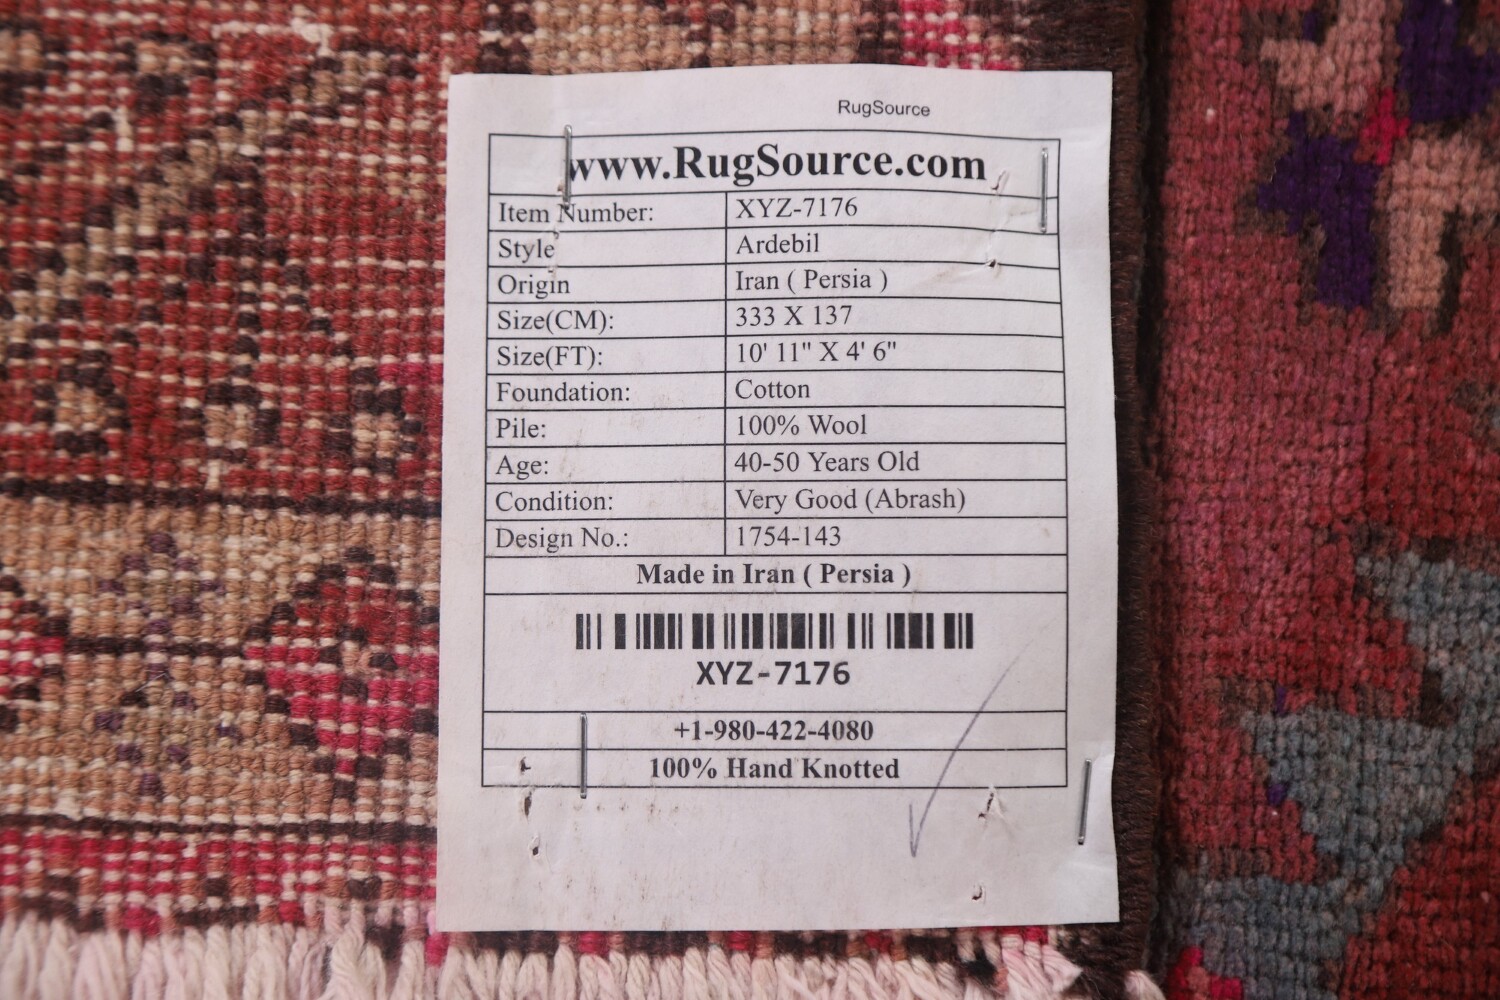 RugSource
www.RugSource.com
Item Number: XYZ-7176
Style Ardebil
Origin Iran ( Persia )
Size(CM): 333 X 137
Size(FT): 10' 11" X 4' 6"
Foundation: Cotton
Pile: 100% Wool
Age: 40-50 Years Old
Condition: Very Good (Abrash)
Design No.: 1754-143
Made in Iran ( Persia )
XYZ-7176
+1-980-422-4080
100% Hand Knotted